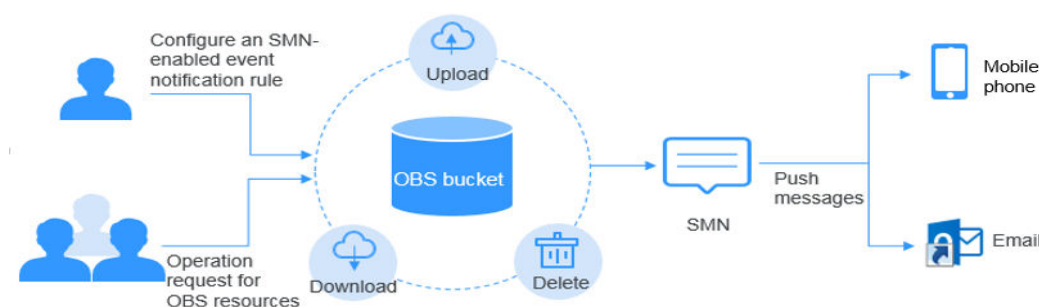 Configure an SMN-
enabled event
notification rule
Upload
Mobile
phone
OBS bucket
Push
messages
SMN
Operation
request for
OBS resources
Download
Delete
Email